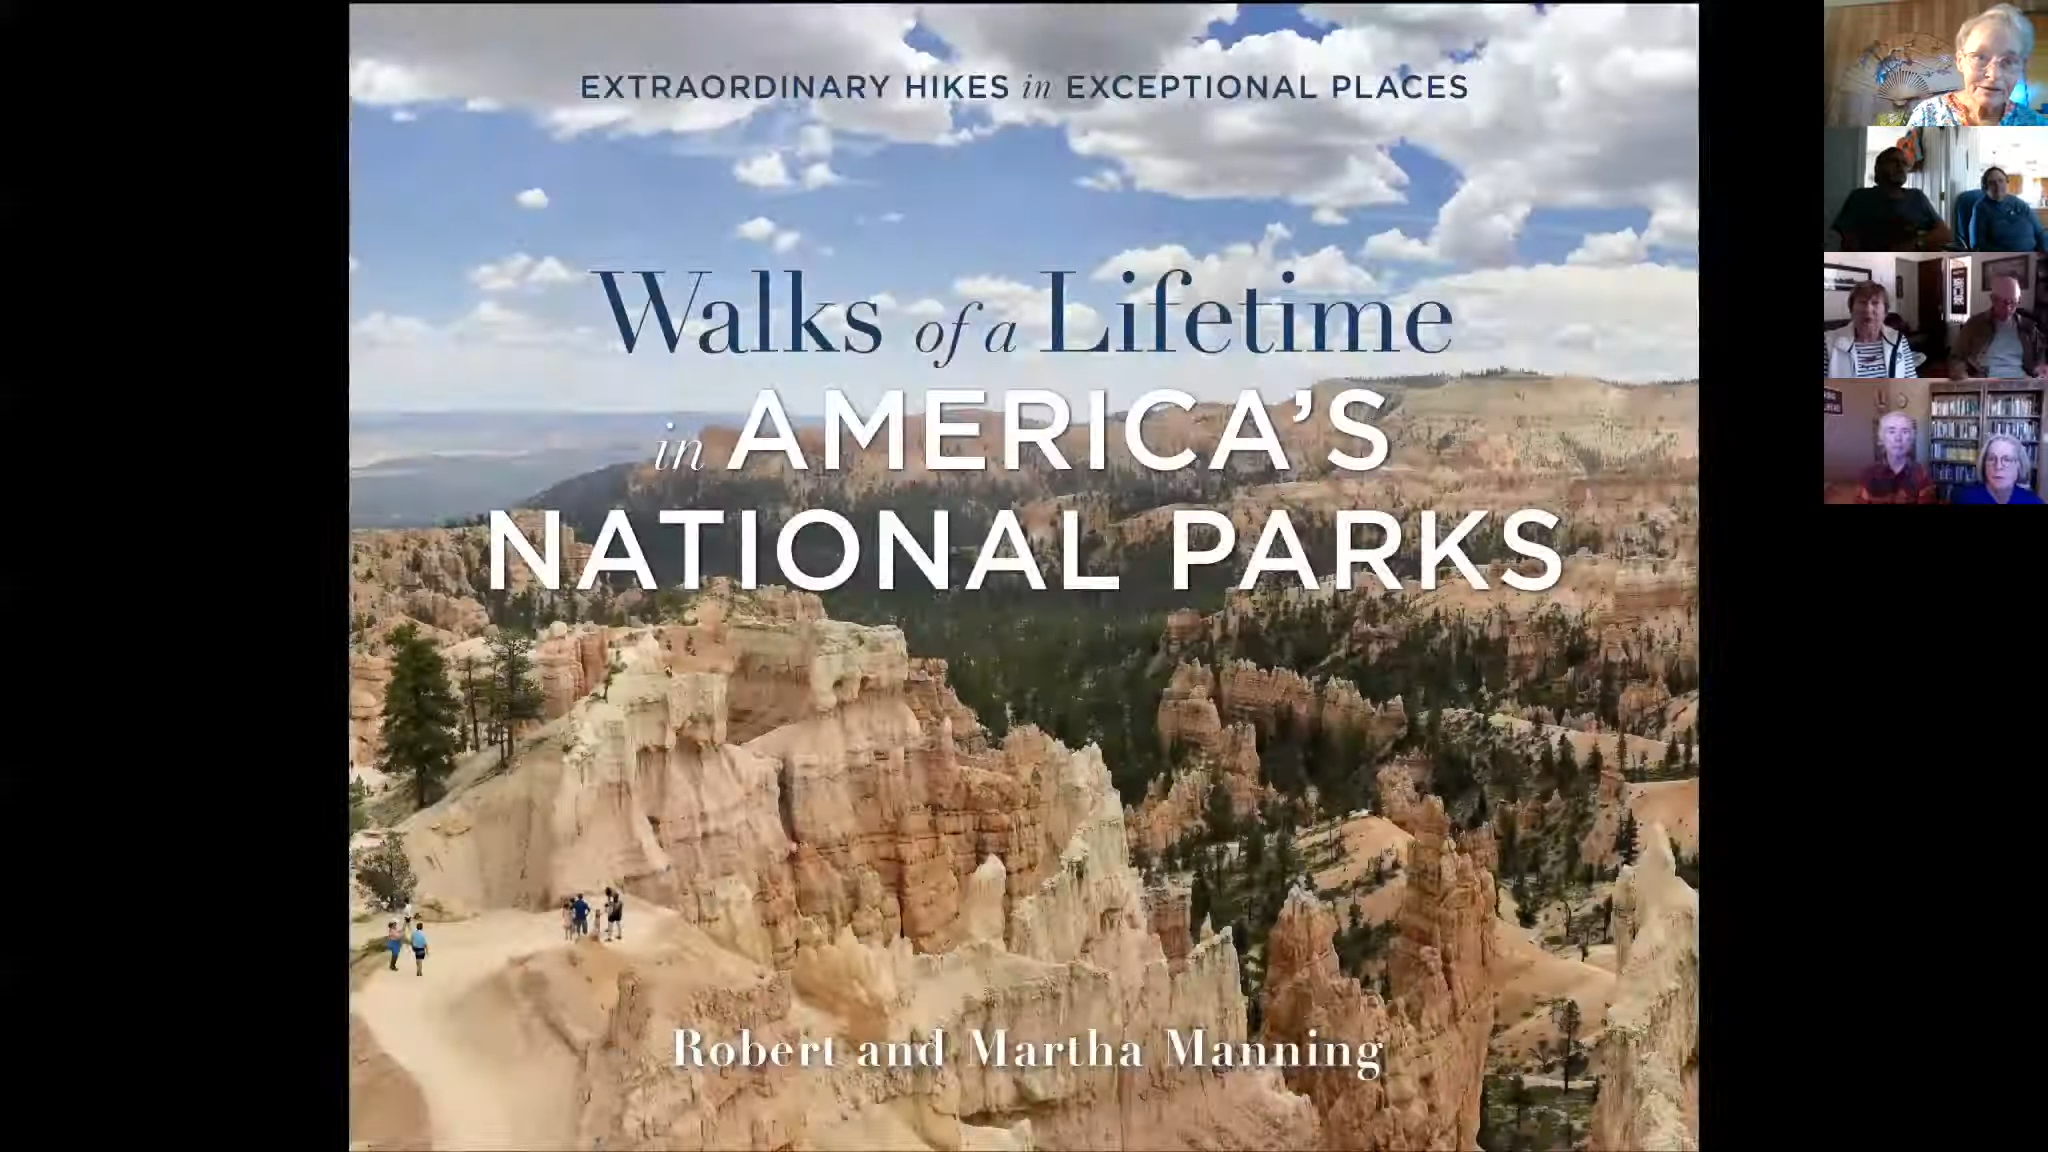 EXTRAORDINARY HIKES in EXCEPTIONAL PLACES
Walks of a Lifetime
in AMERICA'S
NATIONAL PARKS
Robert and Martha Manning